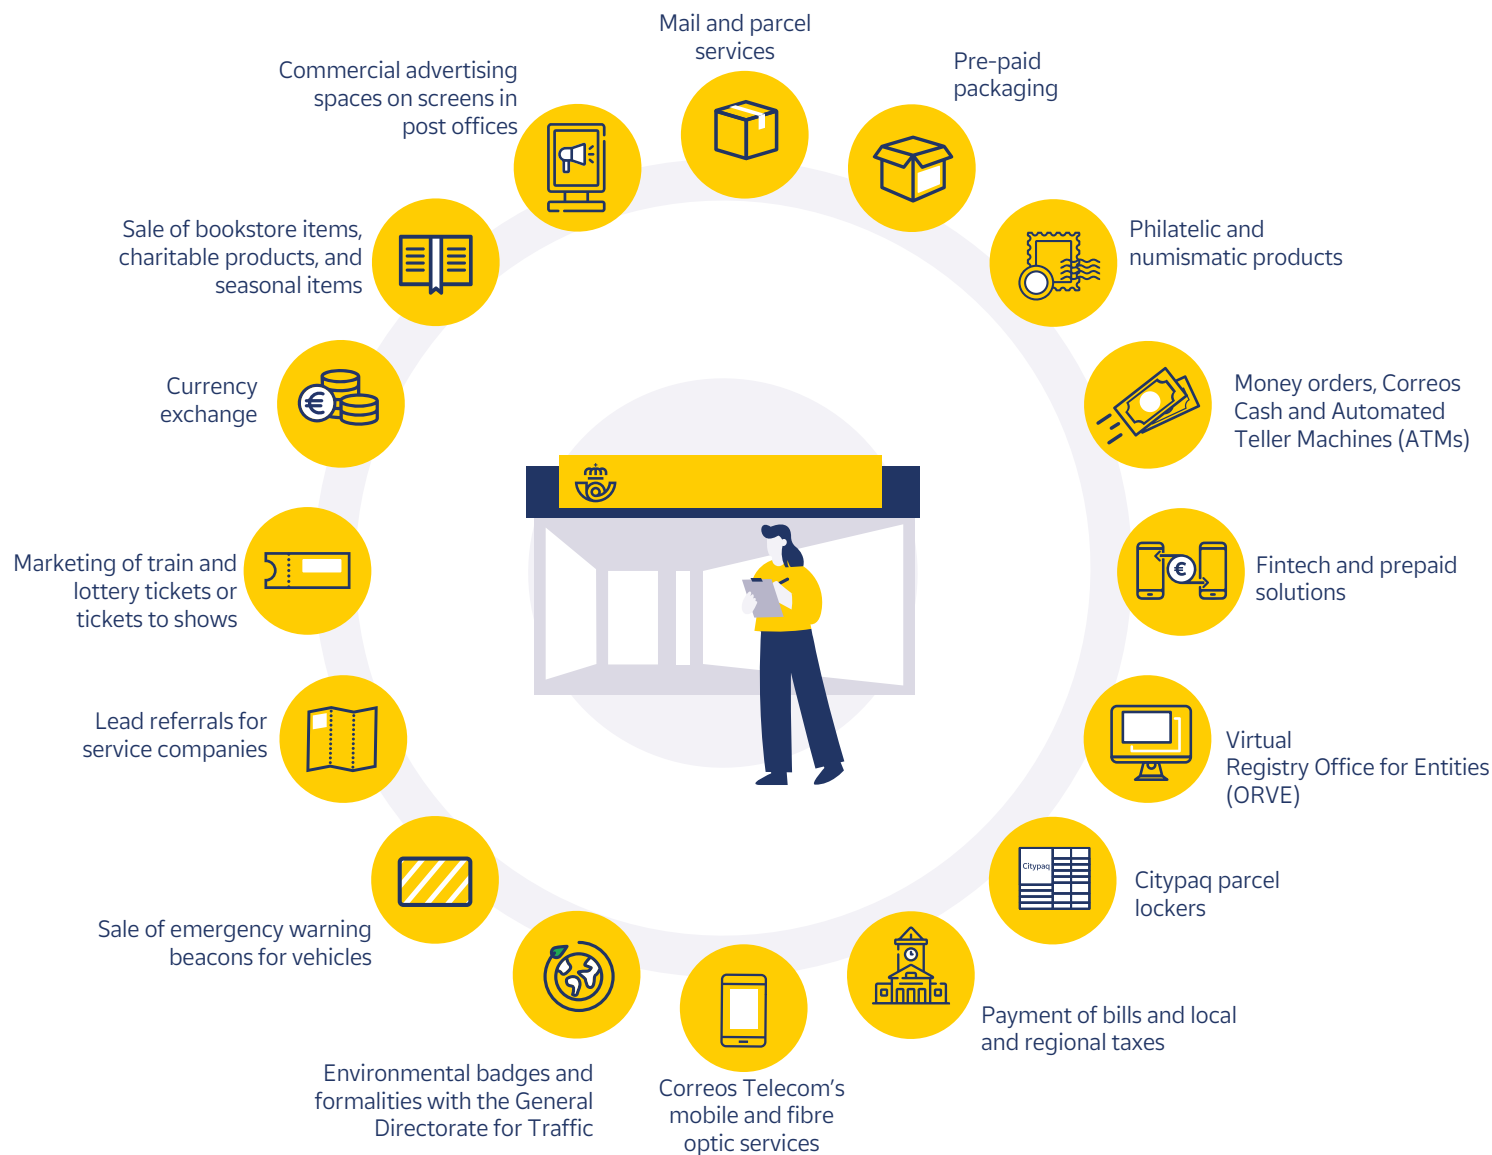 Mail and parcel
services
Pre-paid
packaging
Philatelic and
numismatic products
Money orders, Correos
Cash and Automated
Teller Machines (ATMs)
€
Fintech and prepaid
solutions
Virtual
Registry Office for Entities
(ORVE)
Citypaq
Citypaq parcel
lockers
Payment of bills and local
and regional taxes
Correos Telecom’s
mobile and fibre
optic services
Environmental badges and
formalities with the General
Directorate for Traffic
Sale of emergency warning
beacons for vehicles
Lead referrals for
service companies
Marketing of train and
lottery tickets or
tickets to shows
Currency
exchange
€
Sale of bookstore items,
charitable products, and
seasonal items
Commercial advertising
spaces on screens in
post offices